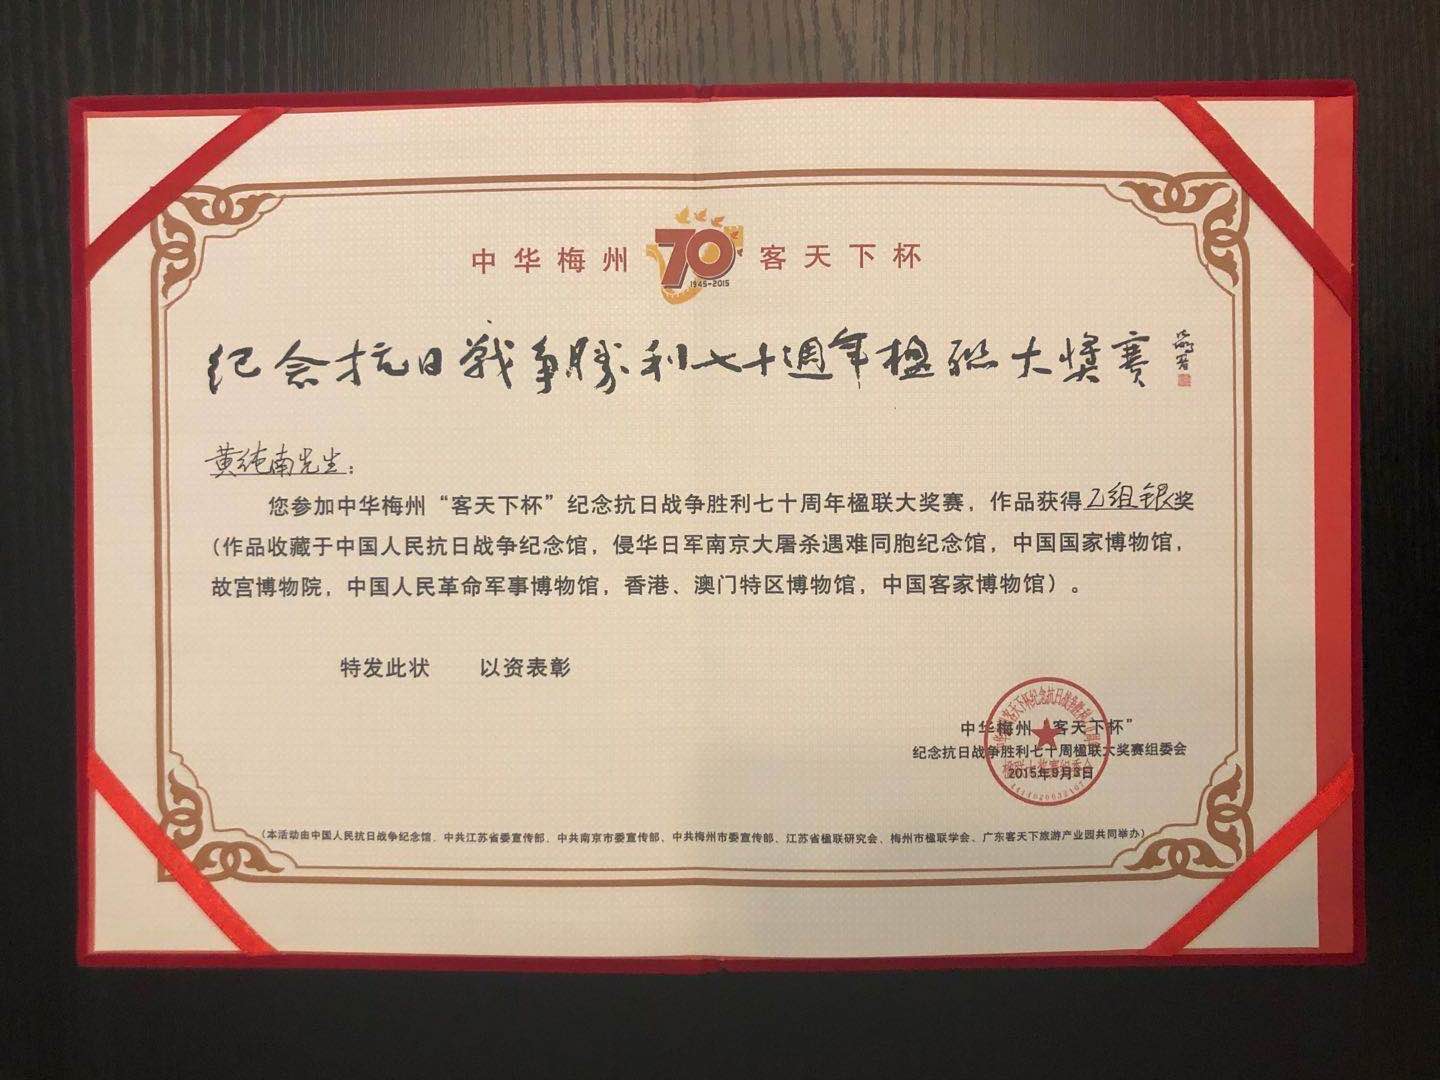 中华梅州 70 客天下杯
1945-2015
纪念抗日战争勝利七十週年楹联大奖赛
黄纯南先生：
您参加中华梅州“客天下杯”纪念抗日战争胜利七十周年楹联大奖赛，作品获得乙组银奖
(作品收藏于中国人民抗日战争纪念馆，侵华日军南京大屠杀遇难同胞纪念馆，中国国家博物馆，
故宫博物院，中国人民革命军事博物馆，香港、澳门特区博物馆，中国客家博物馆）。
特发此状 以资表彰
中华梅州“客天下杯”
纪念抗日战争胜利七十周楹联大奖赛组委会
2015年9月3日
(本活动由中国人民抗日战争纪念馆、中共江苏省委宣传部、中共南京市委宣传部、中共梅州市委宣传部、江苏省楹联研究会、梅州市楹联学会、广东客天下旅游产业园共同举办)